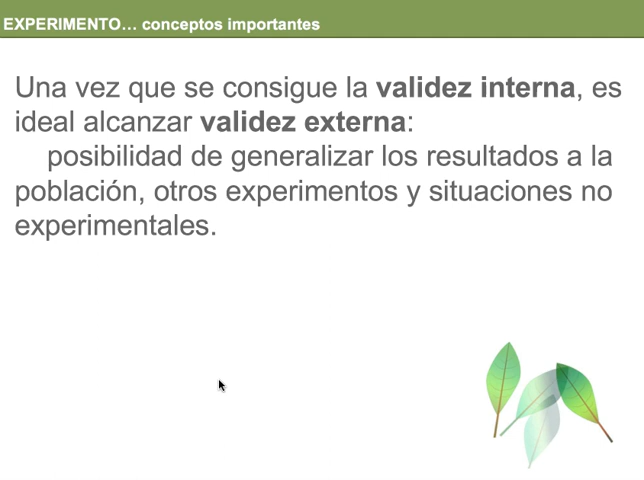 EXPERIMENTO... conceptos importantes
Una vez que se consigue la validez interna, es
ideal alcanzar validez externa:
posibilidad de generalizar los resultados a la
población, otros experimentos y situaciones no
experimentales.